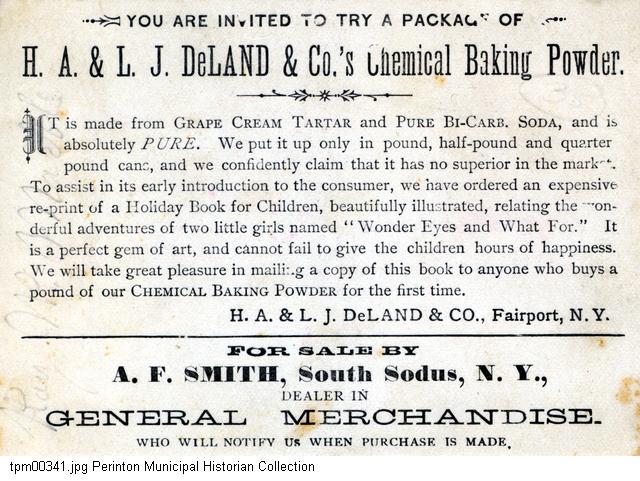 YOU ARE INVITED TO TRY A PACKAGE OF
H. A. & L. J. DeLAND & Co.'s Chemical Baking Powder.
IT is made from GRAPE CREAM TARTAR and PURE BI-CARB. SODA, and is
absolutely PURE. We put it up only in pound, half-pound and quarter
pound cans, and we confidently claim that it has no superior in the market.
To assist in its early introduction to the consumer, we have ordered an expensive
re-print of a Holiday Book for Children, beautifully illustrated, relating the won-
derful adventures of two little girls named "Wonder Eyes and What For." It
is a perfect gem of art, and cannot fail to give the children hours of happiness.
We will take great pleasure in mailing a copy of this book to anyone who buys a
pound of our CHEMICAL BAKING POWDER for the first time.
H. A. & L. J. DeLAND & CO., Fairport, N. Y.
FOR SALE BY
A. F. SMITH, South Sodus, N. Y.,
DEALER IN
GENERAL MERCHANDISE.
WHO WILL NOTIFY US WHEN PURCHASE IS MADE.
tpm00341.jpg Perinton Municipal Historian Collection